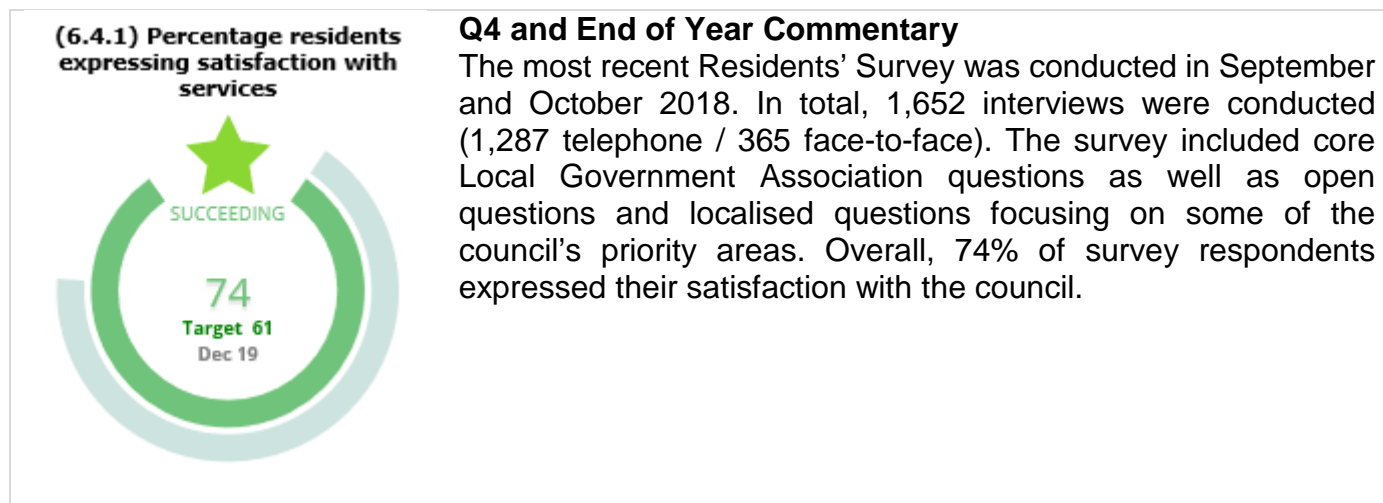 (6.4.1) Percentage residents
expressing satisfaction with
services
SUCCEEDING
74
Target 61
Dec 19
Q4 and End of Year Commentary
The most recent Residents’ Survey was conducted in September
and October 2018. In total, 1,652 interviews were conducted
(1,287 telephone / 365 face-to-face). The survey included core
Local Government Association questions as well as open
questions and localised questions focusing on some of the
council’s priority areas. Overall, 74% of survey respondents
expressed their satisfaction with the council.